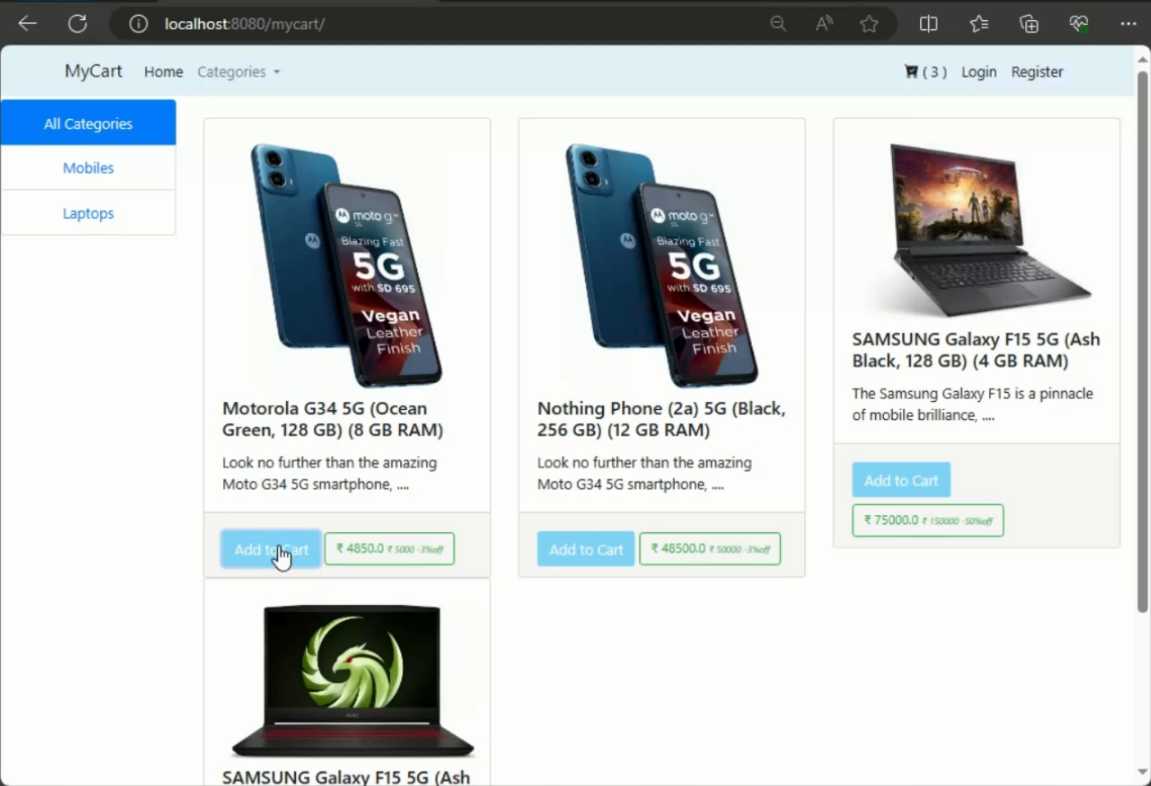 localhost:8080/mycart/
MyCart Home Categories ( 3 ) Login Register
All Categories
Mobiles
Laptops
moto g
Blazing Fast
5G
with SD 695
Vegan
Leather
Finish
Motorola G34 5G (Ocean
Green, 128 GB) (8 GB RAM)
Look no further than the amazing
Moto G34 5G smartphone, ....
Add to Cart ₹ 4850.0 ₹ 5000 -3%off
moto g
Blazing Fast
5G
with SD 695
Vegan
Leather
Finish
Nothing Phone (2a) 5G (Black,
256 GB) (12 GB RAM)
Look no further than the amazing
Moto G34 5G smartphone, ....
Add to Cart ₹ 48500.0 ₹ 50000 -3%off
SAMSUNG Galaxy F15 5G (Ash
Black, 128 GB) (4 GB RAM)
The Samsung Galaxy F15 is a pinnacle
of mobile brilliance, ....
Add to Cart
₹ 75000.0 ₹ 150000 -50%off
SAMSUNG Galaxy F15 5G (Ash